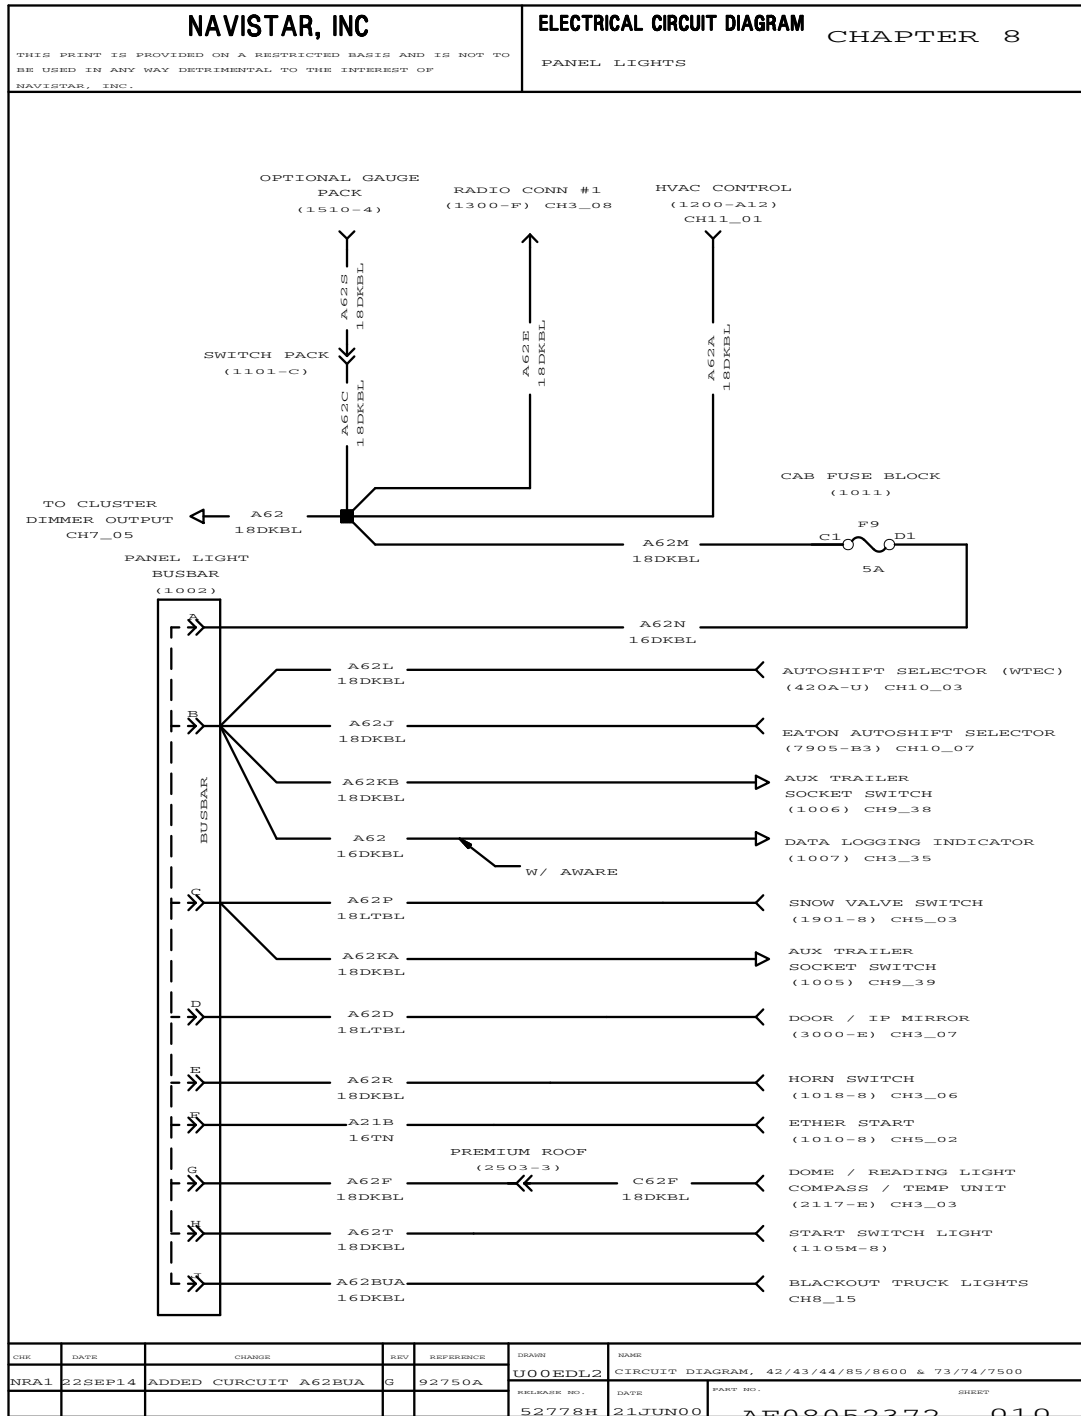 NAVISTAR, INC
THIS PRINT IS PROVIDED ON A RESTRICTED BASIS AND IS NOT TO
BE USED IN ANY WAY DETRIMENTAL TO THE INTEREST OF
NAVISTAR, INC.
ELECTRICAL CIRCUIT DIAGRAM
CHAPTER 8
PANEL LIGHTS
OPTIONAL GAUGE
PACK
(1510-4)
RADIO CONN #1
(1300-F) CH3_08
HVAC CONTROL
(1200-A12)
CH11_01
A62S
18DKBL
SWITCH PACK
(1101-C)
A62C
18DKBL
A62E
18DKBL
A62A
18DKBL
CAB FUSE BLOCK
(1011)
TO CLUSTER
DIMMER OUTPUT
CH7_05
A62
18DKBL
A62M
18DKBL
F9
C1
D1
5A
PANEL LIGHT
BUSBAR
(1002)
A
A62N
16DKBL
A62L
18DKBL
AUTOSHIFT SELECTOR (WTEC)
(420A-U) CH10_03
B
A62J
18DKBL
EATON AUTOSHIFT SELECTOR
(7905-B3) CH10_07
BUSBAR
A62KB
18DKBL
AUX TRAILER
SOCKET SWITCH
(1006) CH9_38
A62
16DKBL
W/ AWARE
DATA LOGGING INDICATOR
(1007) CH3_35
C
A62P
18LTBL
SNOW VALVE SWITCH
(1901-8) CH5_03
A62KA
18DKBL
AUX TRAILER
SOCKET SWITCH
(1005) CH9_39
D
A62D
18LTBL
DOOR / IP MIRROR
(3000-E) CH3_07
E
A62R
18DKBL
HORN SWITCH
(1018-8) CH3_06
F
A21B
16TN
ETHER START
(1010-8) CH5_02
G
A62F
18DKBL
PREMIUM ROOF
(2503-3)
C62F
18DKBL
DOME / READING LIGHT
COMPASS / TEMP UNIT
(2117-E) CH3_03
H
A62T
18DKBL
START SWITCH LIGHT
(1105M-8)
J
A62BUA
16DKBL
BLACKOUT TRUCK LIGHTS
CH8_15
CHK DATE CHANGE REV REFERENCE
NRA1 22SEP14 ADDED CURCUIT A62BUA G 92750A
DRAWN
U00EDL2
NAME
CIRCUIT DIAGRAM, 42/43/44/85/8600 & 73/74/7500
RELEASE NO.
52778H
DATE
21JUN00
PART NO.
SHEET